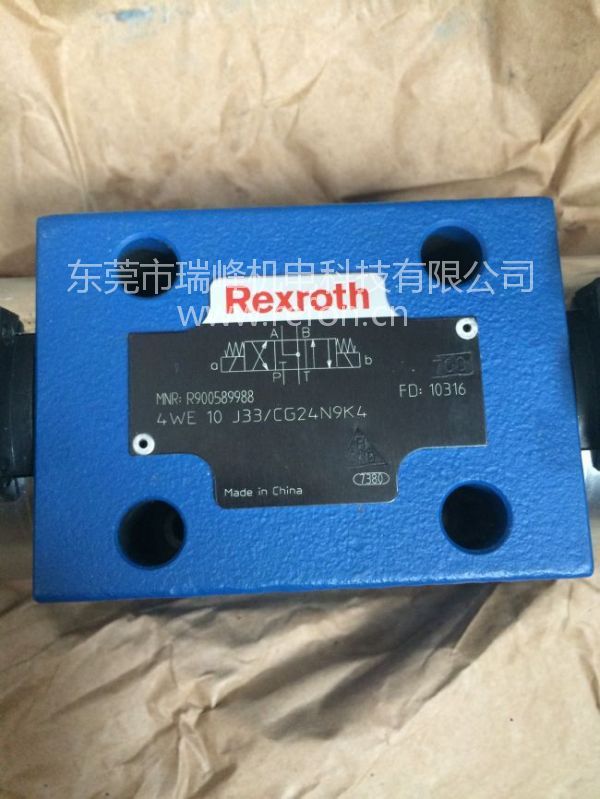 东莞市瑞峰机电科技有限公司
Rexroth
www.rcfon.cn
A B
a b
P T
MNR: R900589988 FD: 10316
4WE 10 J33/CG24N9K4
7380
Made in China